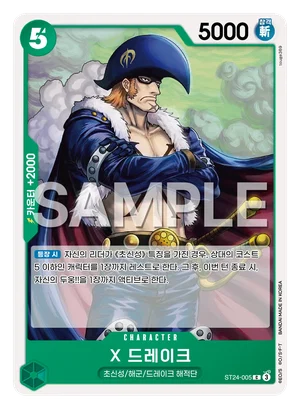 5
5000
참격
斬
카운터 +2000
SAMPLE
등장 시 자신의 리더가 《초신성》 특징을 가진 경우, 상대의 코스트
5 이하인 캐릭터를 1장까지 레스트로 한다. 그 후, 이번 턴 종료 시,
자신의 두웅!!을 1장까지 액티브로 한다.
CHARACTER
X 드레이크
초신성/해군/드레이크 해적단
ST24-005 C 3
BANDAI MADE IN KOREA